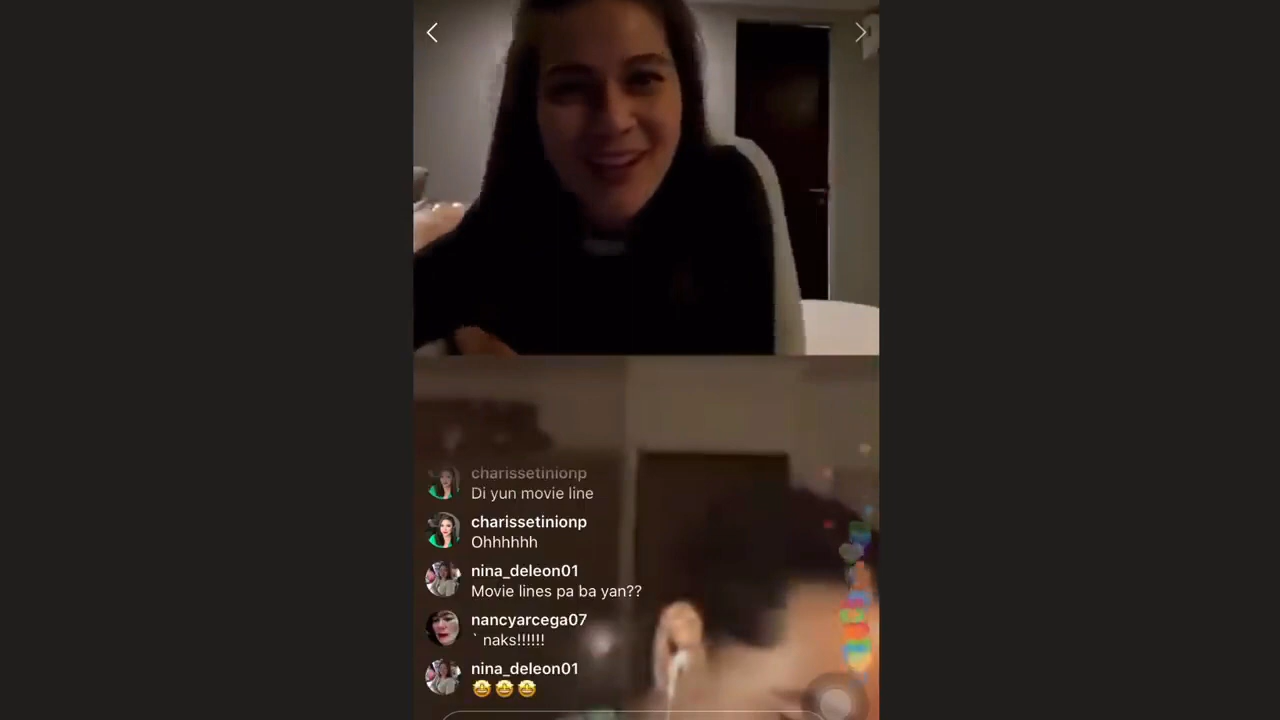 charissetinionp
Di yun movie line
charissetinionp
Ohhhhhh
nina_deleon01
Movie lines pa ba yan??
nancyarcega07
` naks!!!!!!
nina_deleon01
🤩🤩🤩